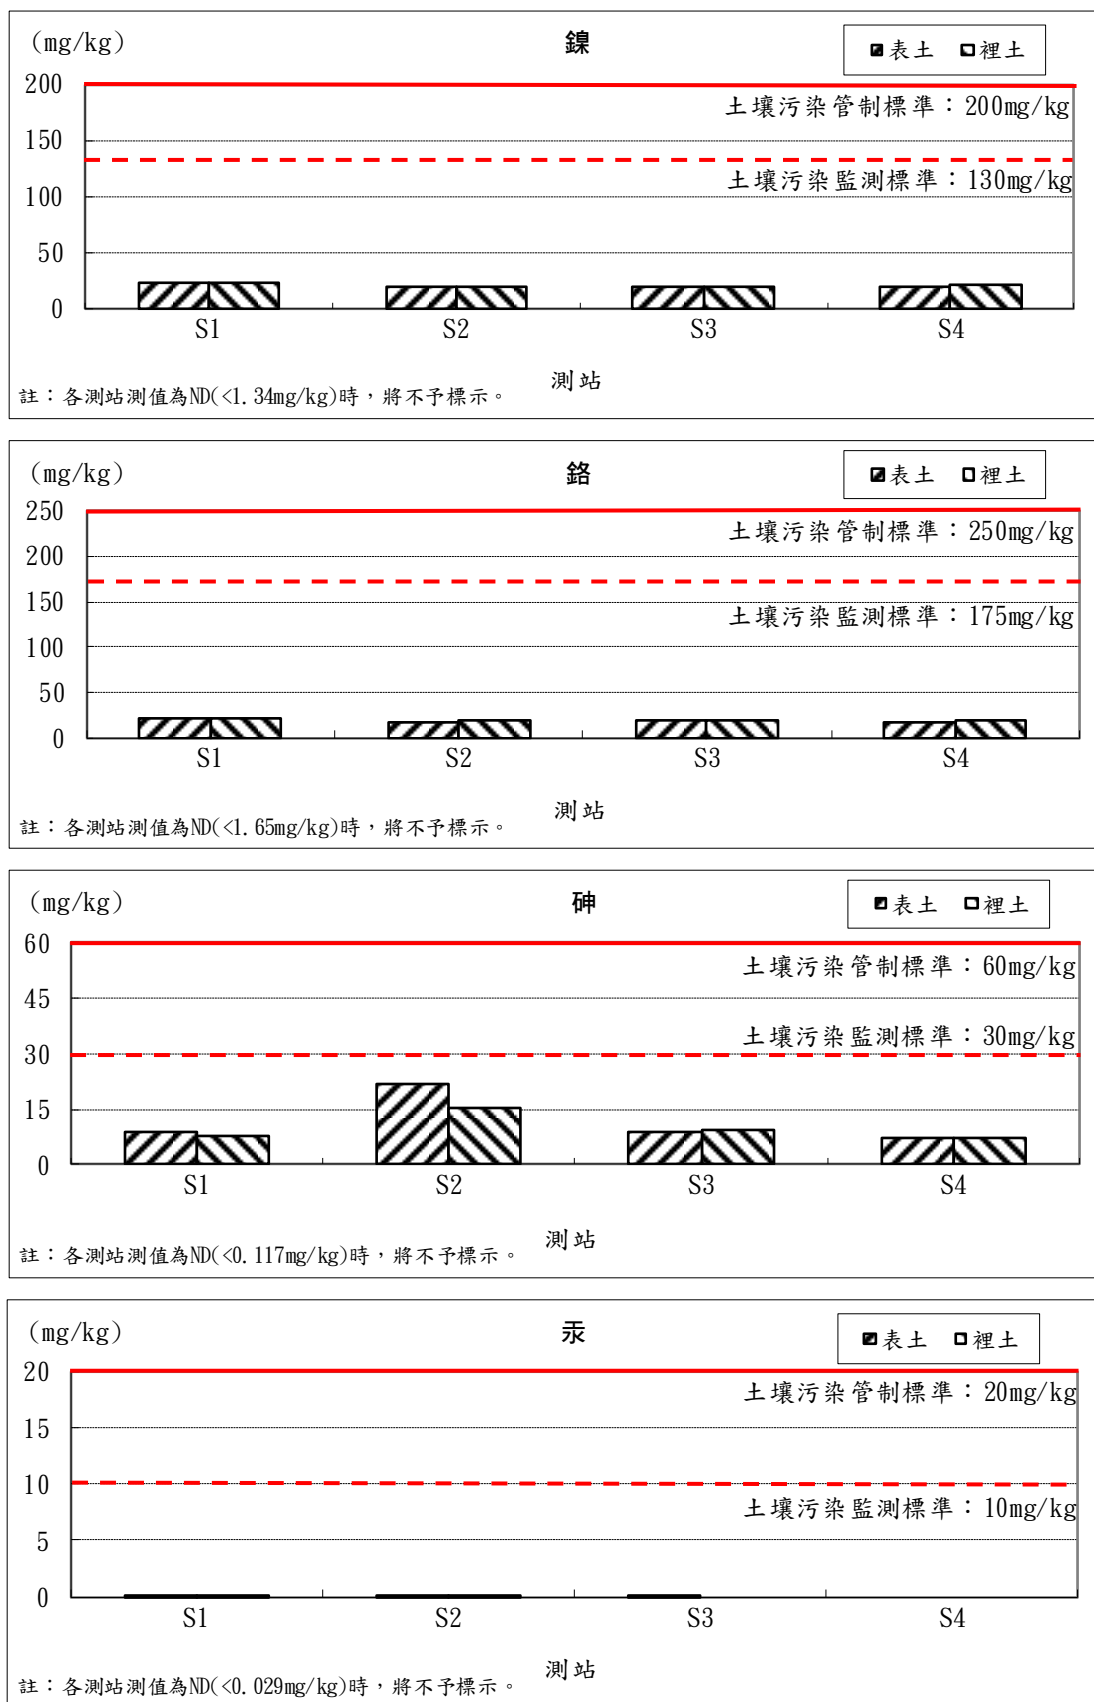 (mg/kg)
鎳
表土 裡土
200
土壤污染管制標準：200mg/kg
150
土壤污染監測標準：130mg/kg
100
50
0
S1 S2 S3 S4
測站
註：各測站測值為ND(<1.34mg/kg)時，將不予標示。
(mg/kg)
鉻
表土 裡土
250
土壤污染管制標準：250mg/kg
200
150
土壤污染監測標準：175mg/kg
100
50
0
S1 S2 S3 S4
測站
註：各測站測值為ND(<1.65mg/kg)時，將不予標示。
(mg/kg)
砷
表土 裡土
60
土壤污染管制標準：60mg/kg
45
土壤污染監測標準：30mg/kg
30
15
0
S1 S2 S3 S4
測站
註：各測站測值為ND(<0.117mg/kg)時，將不予標示。
(mg/kg)
汞
表土 裡土
20
土壤污染管制標準：20mg/kg
15
10
土壤污染監測標準：10mg/kg
5
0
S1 S2 S3 S4
測站
註：各測站測值為ND(<0.029mg/kg)時，將不予標示。